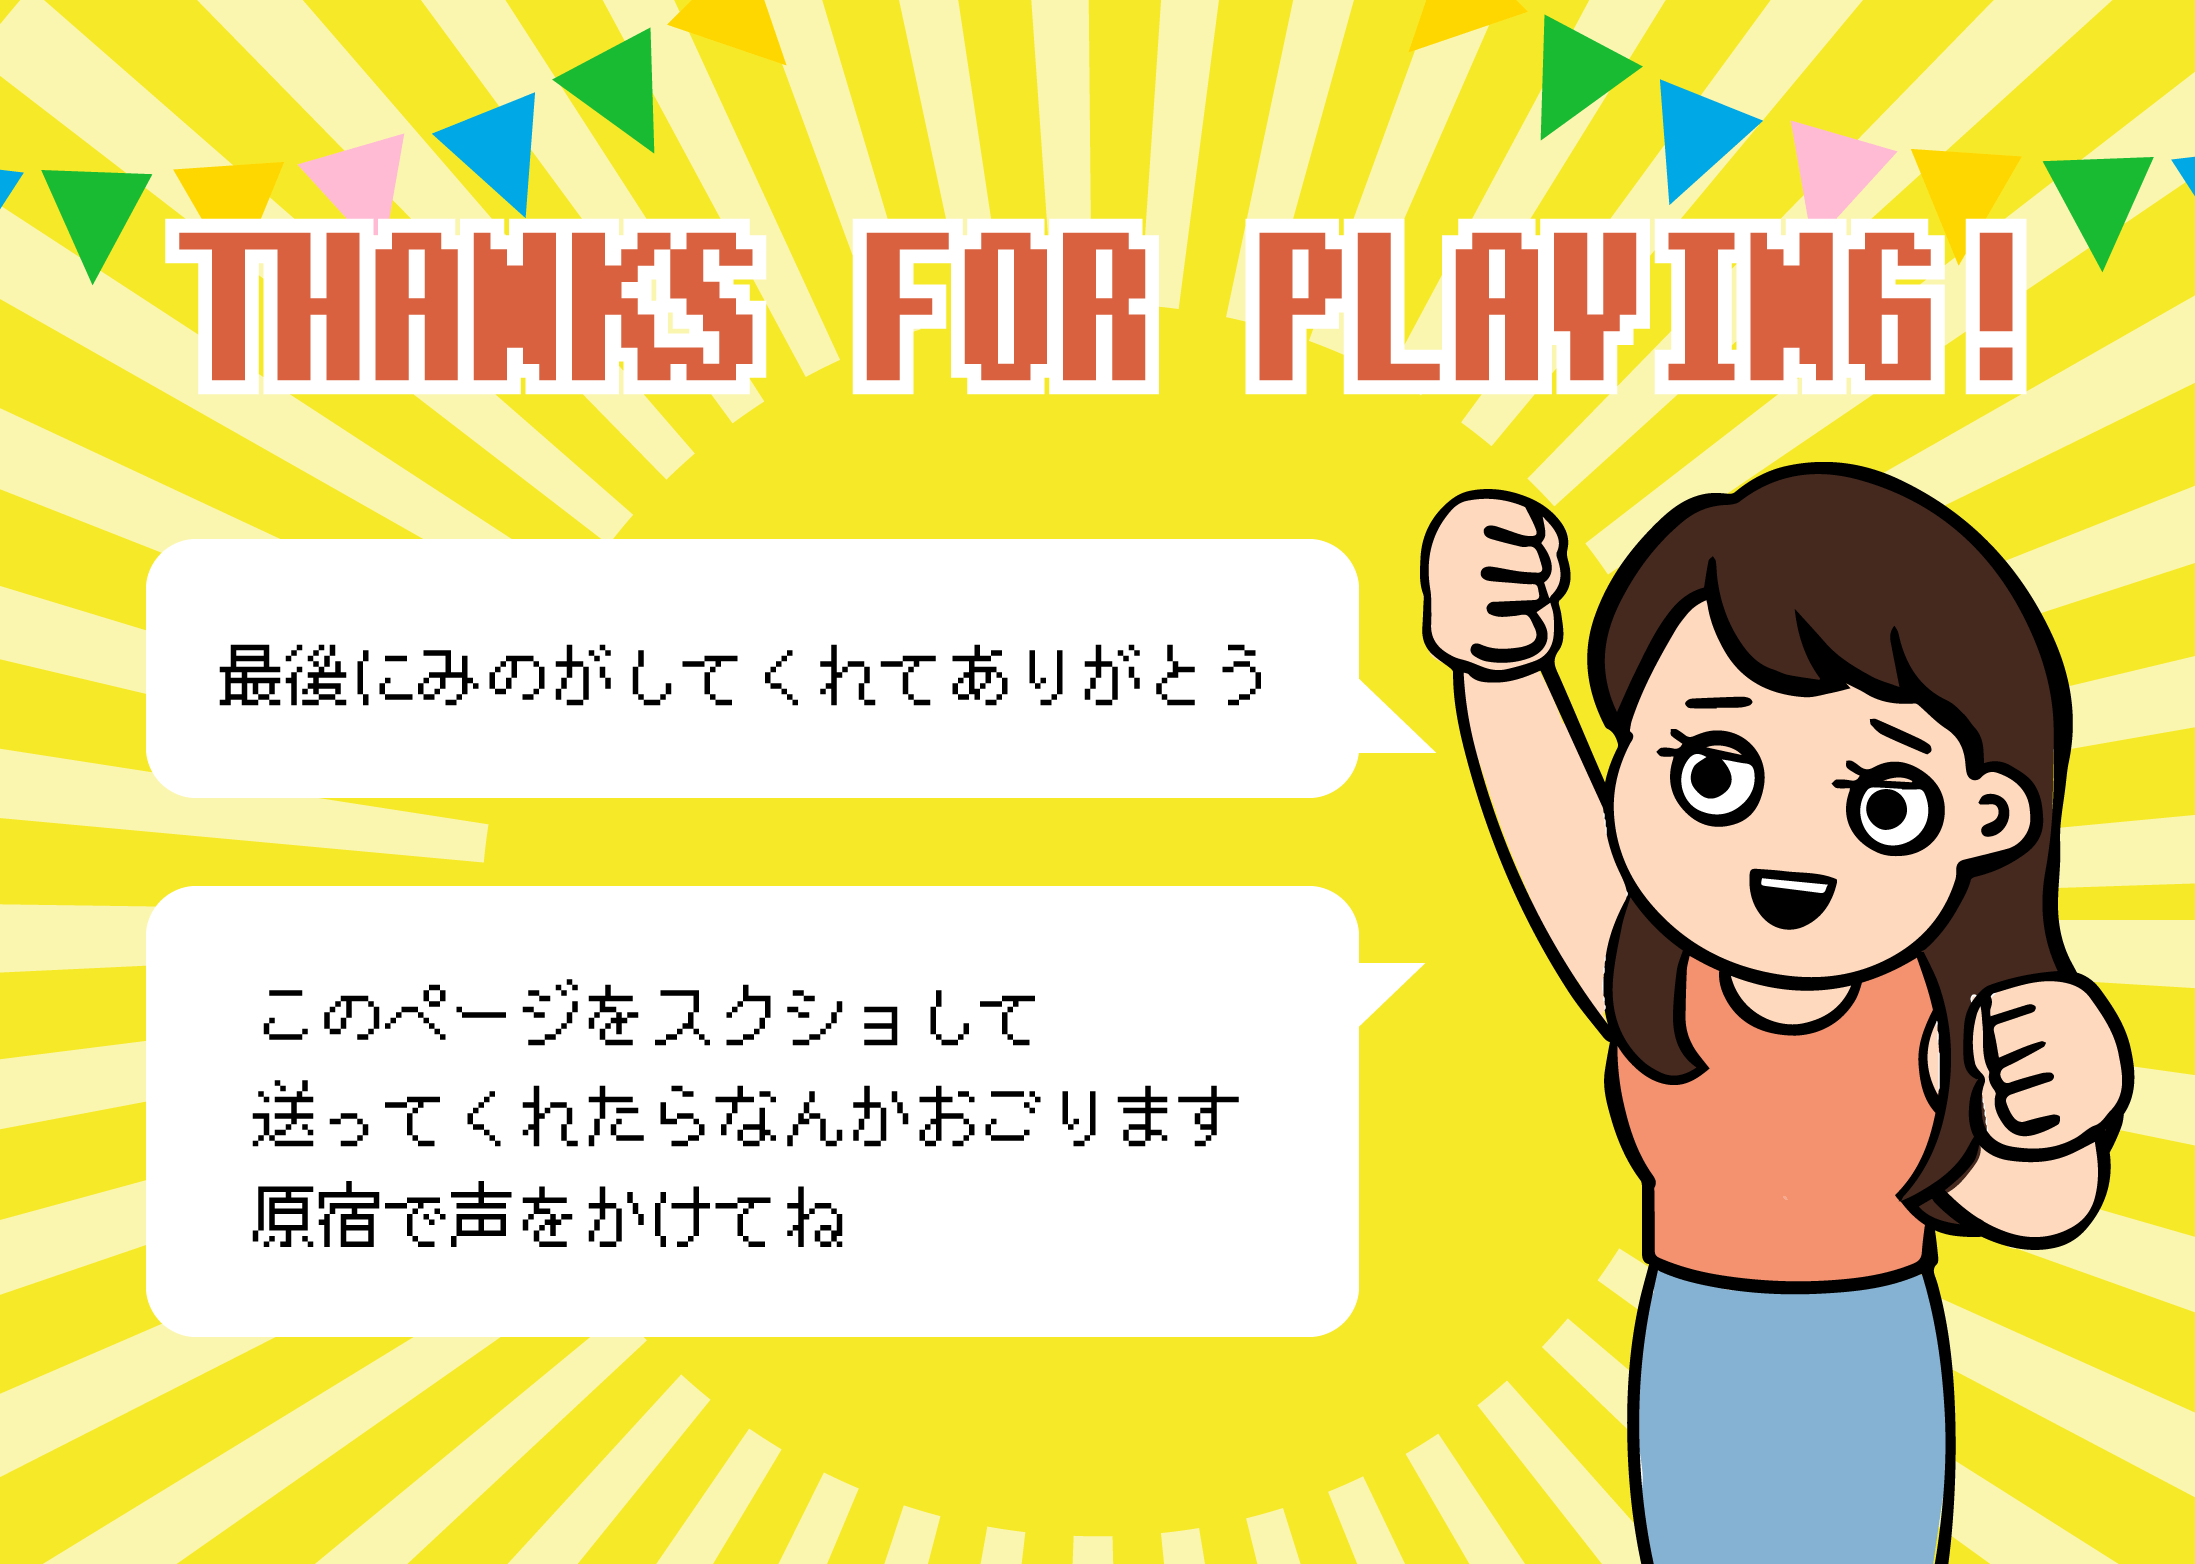 THANKS FOR PLAYING!
最後にみのがしてくれてありがとう
このページをスクショして
送ってくれたらなんかおごります
原宿で声をかけてね